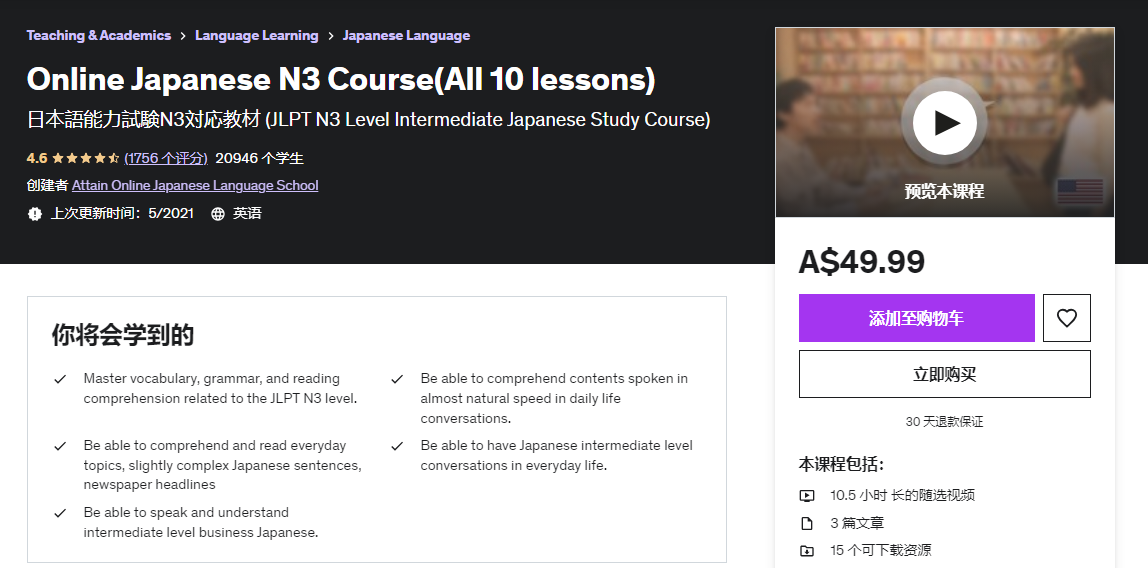 Teaching & Academics > Language Learning > Japanese Language
Online Japanese N3 Course(All 10 lessons)
日本語能力試験N3対応教材 (JLPT N3 Level Intermediate Japanese Study Course)
4.6 (1756 个评分) 20946 个学生
创建者 Attain Online Japanese Language School
上次更新时间： 5/2021 英语
预览本课程
A$49.99
添加至购物车
立即购买
30 天退款保证
本课程包括：
10.5 小时 长的随选视频
3 篇文章
15 个可下载资源
你将会学到的
Master vocabulary, grammar, and reading
comprehension related to the JLPT N3 level.
Be able to comprehend contents spoken in
almost natural speed in daily life
conversations.
Be able to comprehend and read everyday
topics, slightly complex Japanese sentences,
newspaper headlines
Be able to have Japanese intermediate level
conversations in everyday life.
Be able to speak and understand
intermediate level business Japanese.